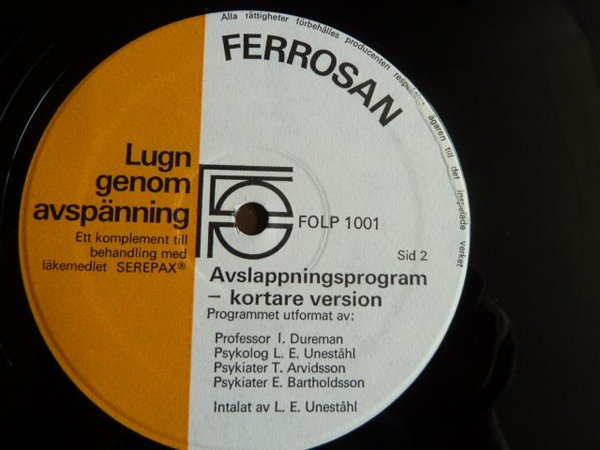 Alla rättigheter förbehålles producenten respektive ägaren till det inspelade verket
FERROSAN
Lugn
genom
avspänning
Ett komplement till
behandling med
läkemedlet SEREPAX®
FOLP 1001
Sid 2
Avslappningsprogram
– kortare version
Programmet utformat av:
Professor I. Dureman
Psykolog L. E. Uneståhl
Psykiater T. Arvidsson
Psykiater E. Bartholdsson
Intalat av L. E. Uneståhl